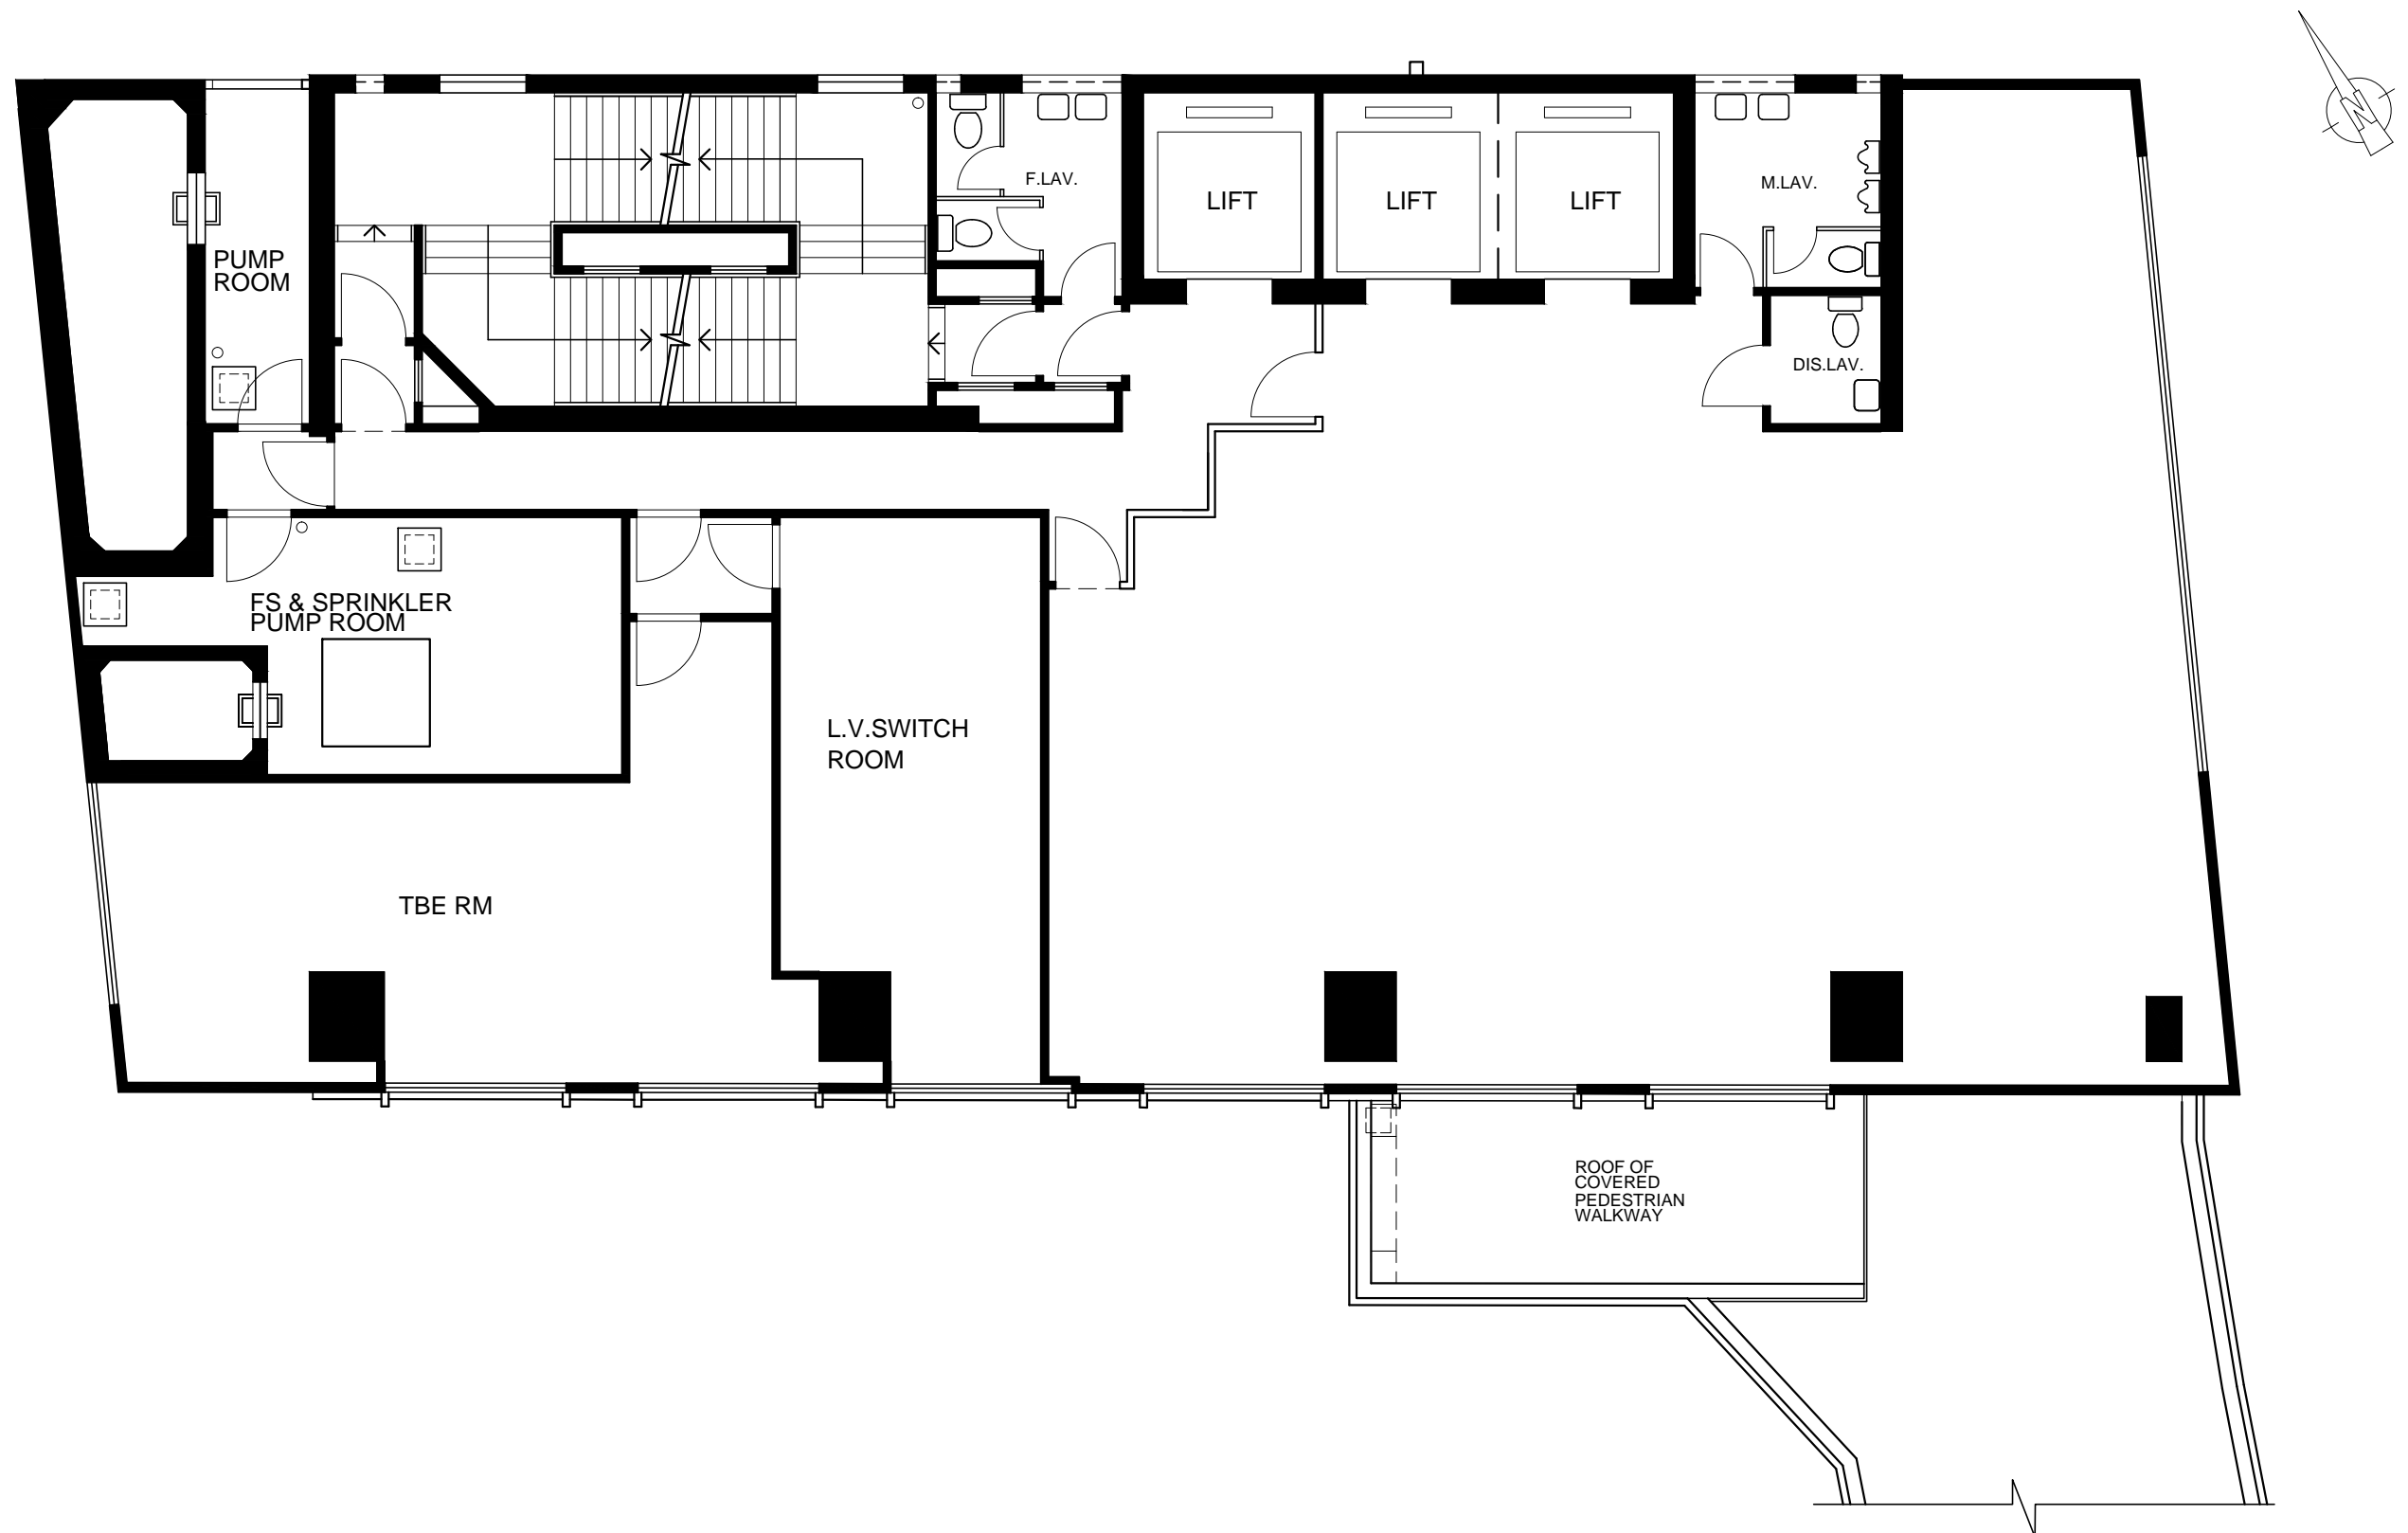 F.LAV.
M.LAV.
LIFT
LIFT
LIFT
PUMP
ROOM
DIS.LAV.
FS & SPRINKLER
PUMP ROOM
L.V.SWITCH
ROOM
TBE RM
ROOF OF
COVERED
PEDESTRIAN
WALKWAY
N